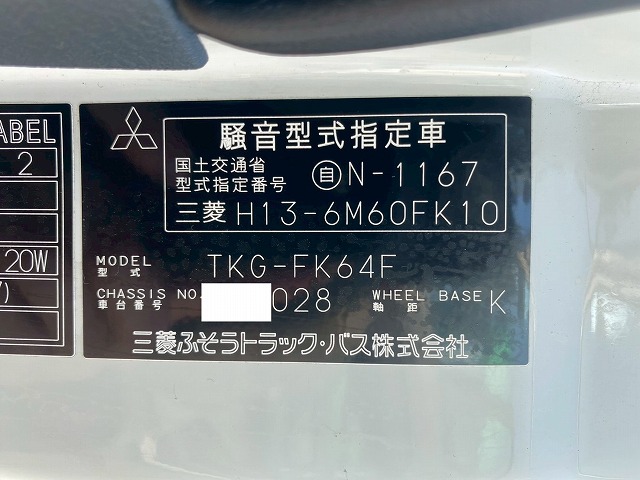 ABEL
2
20W
)
騒音型式指定車
国土交通省
型式指定番号 自N-1167
三菱 H13-6M60FK10
MODEL
型式 TKG-FK64F
CHASSIS NO.
車台番号 028 WHEEL BASE
軸距 K
三菱ふそうトラック・バス株式会社